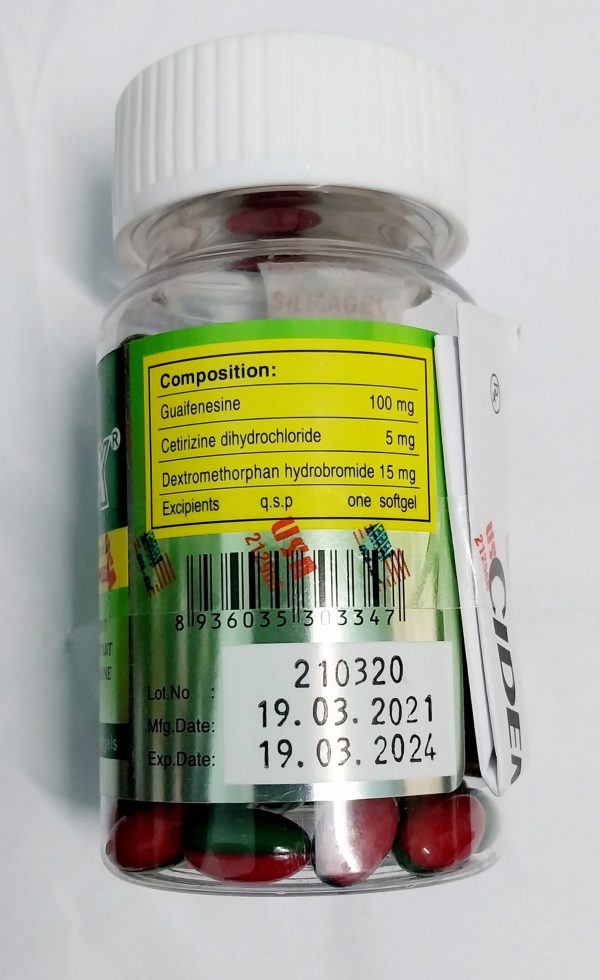 Composition:
Guaifenesine 100 mg
Cetirizine dihydrochloride 5 mg
Dextromethorphan hydrobromide 15 mg
Excipients q.s.p one softgel
USA
8 936035 303347
Lot.No : 210320
Mfg.Date: 19.03.2021
Exp.Date: 19.03.2024
®
CIDEN